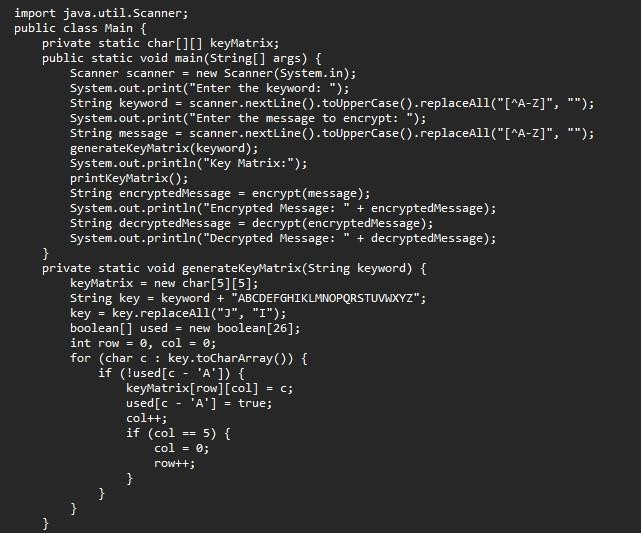 import java.util.Scanner;
public class Main {
    private static char[][] keyMatrix;
    public static void main(String[] args) {
        Scanner scanner = new Scanner(System.in);
        System.out.print("Enter the keyword: ");
        String keyword = scanner.nextLine().toUpperCase().replaceAll("[^A-Z]", "");
        System.out.print("Enter the message to encrypt: ");
        String message = scanner.nextLine().toUpperCase().replaceAll("[^A-Z]", "");
        generateKeyMatrix(keyword);
        System.out.println("Key Matrix:");
        printKeyMatrix();
        String encryptedMessage = encrypt(message);
        System.out.println("Encrypted Message: " + encryptedMessage);
        String decryptedMessage = decrypt(encryptedMessage);
        System.out.println("Decrypted Message: " + decryptedMessage);
    }
    private static void generateKeyMatrix(String keyword) {
        keyMatrix = new char[5][5];
        String key = keyword + "ABCDEFGHIKLMNOPQRSTUVWXYZ";
        key = key.replaceAll("J", "I");
        boolean[] used = new boolean[26];
        int row = 0, col = 0;
        for (char c : key.toCharArray()) {
            if (!used[c - 'A']) {
                keyMatrix[row][col] = c;
                used[c - 'A'] = true;
                col++;
                if (col == 5) {
                    col = 0;
                    row++;
                }
            }
        }
    }